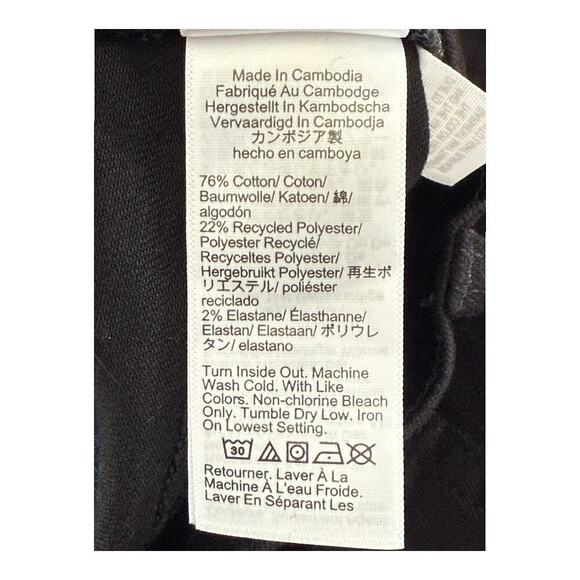 Made In Cambodia
Fabriqué Au Cambodge
Hergestellt In Kambodscha
Vervaardigd In Cambodja
カンボジア製
hecho en camboya
76% Cotton/ Coton/
Baumwolle/ Katoen/ 綿/
algodón
22% Recycled Polyester/
Polyester Recyclé/
Recyceltes Polyester/
Hergebruikt Polyester/ 再生ポ
リエステル/ poliéster
reciclado
2% Elastane/ Élasthanne/
Elastan/ Elastaan/ ポリウレ
タン/ elastano
Turn Inside Out. Machine
Wash Cold. With Like
Colors. Non-chlorine Bleach
Only. Tumble Dry Low. Iron
On Lowest Setting.
30
Retourner. Laver À La
Machine À L'eau Froide.
Laver En Séparant Les